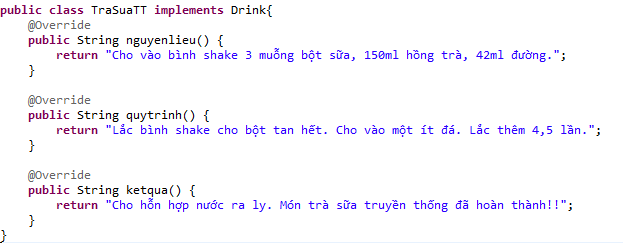 public class TraSuaTT implements Drink{
@Override
public String nguyenlieu() {
return "Cho vào bình shake 3 muỗng bột sữa, 150ml hồng trà, 42ml đường.";
}
@Override
public String quytrinh() {
return "Lắc bình shake cho bột tan hết. Cho vào một ít đá. Lắc thêm 4,5 lần.";
}
@Override
public String ketqua() {
return "Cho hỗn hợp nước ra ly. Món trà sữa truyền thống đã hoàn thành!!";
}
}